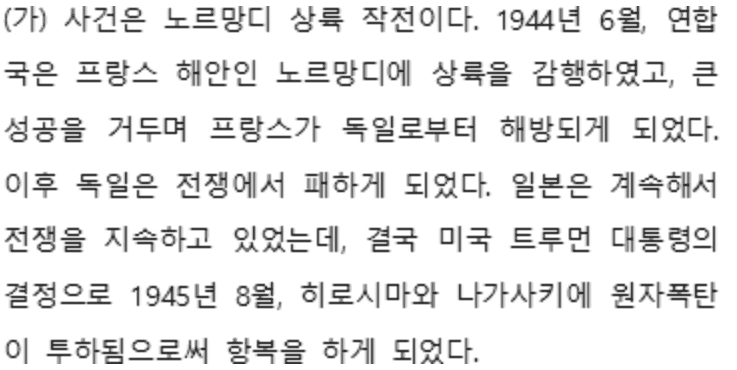 (가) 사건은 노르망디 상륙 작전이다. 1944년 6월, 연합
국은 프랑스 해안인 노르망디에 상륙을 감행하였고, 큰
성공을 거두며 프랑스가 독일로부터 해방되게 되었다.
이후 독일은 전쟁에서 패하게 되었다. 일본은 계속해서
전쟁을 지속하고 있었는데, 결국 미국 트루먼 대통령의
결정으로 1945년 8월, 히로시마와 나가사키에 원자폭탄
이 투하됨으로써 항복을 하게 되었다.